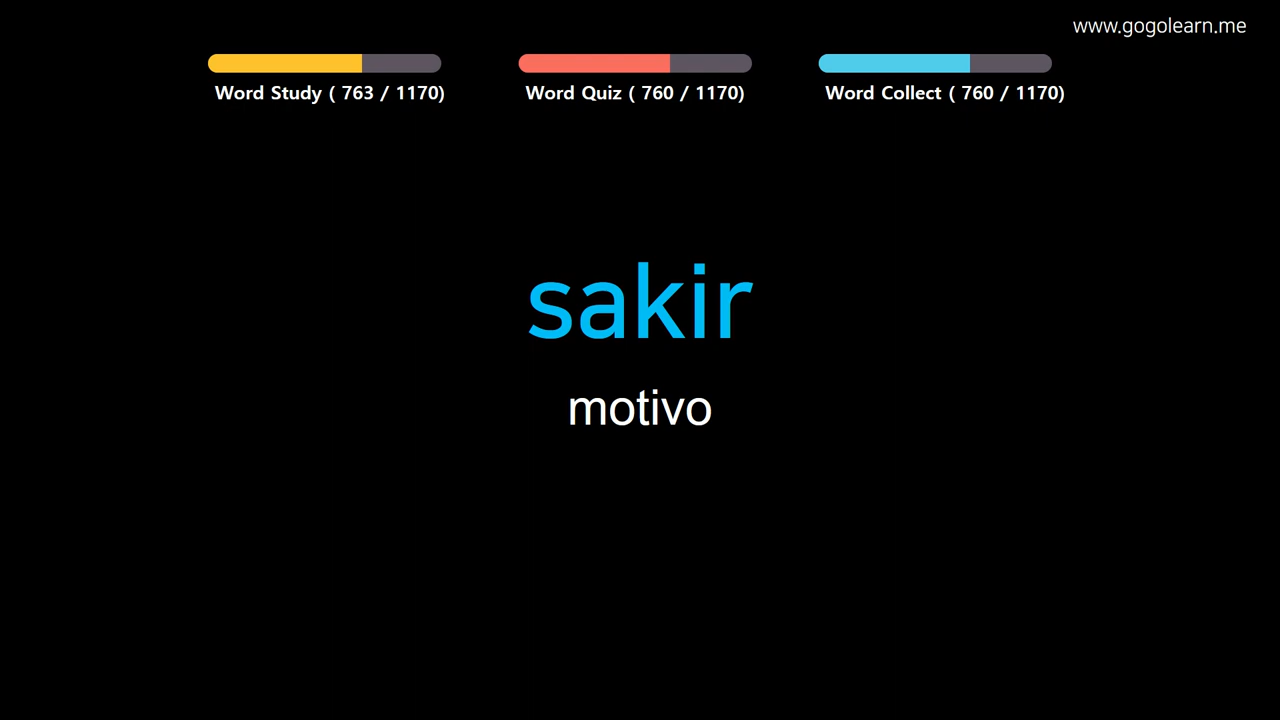 www.gogolearn.me
Word Study ( 763 / 1170)
Word Quiz ( 760 / 1170)
Word Collect ( 760 / 1170)
sakir
motivo